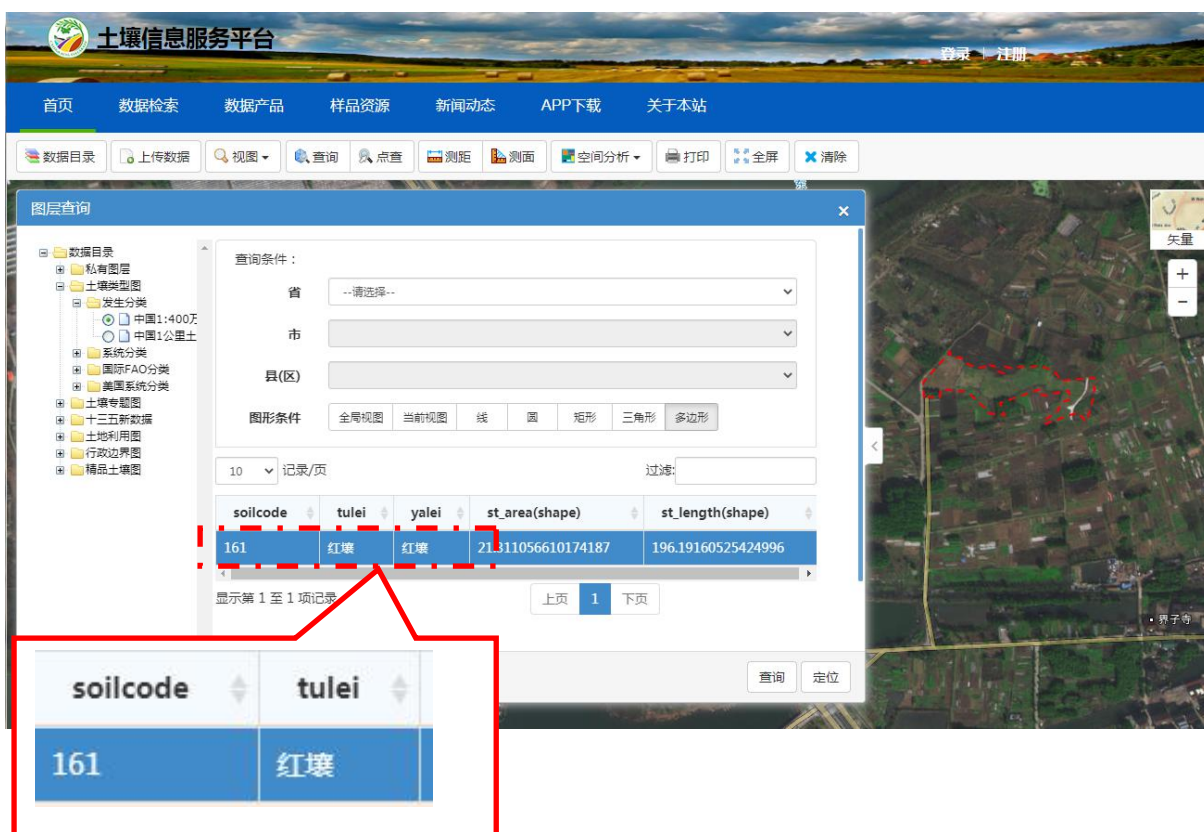 土壤信息服务平台
登录 | 注册
首页 数据检索 数据产品 样品资源 新闻动态 APP下载 关于本站
数据目录 上传数据 视图 查询 点查 测距 测面 空间分析 打印 全屏 清除
图层查询 ×
矢量
+
−
数据目录
私有图层
土壤类型图
发生分类
中国1:400万
中国1公里土
系统分类
国际FAO分类
美国系统分类
土壤专题图
十三五新数据
土地利用图
行政边界图
精品土壤图
查询条件：
省 --请选择--
市
县(区)
图形条件 全局视图 当前视图 线 圆 矩形 三角形 多边形
10 记录/页 过滤:
soilcode tulei yalei st_area(shape) st_length(shape)
161 红壤 红壤 21.311056610174187 196.19160525424996
显示第 1 至 1 项记录 上页 1 下页
查询 定位
界子寺
soilcode tulei
161 红壤